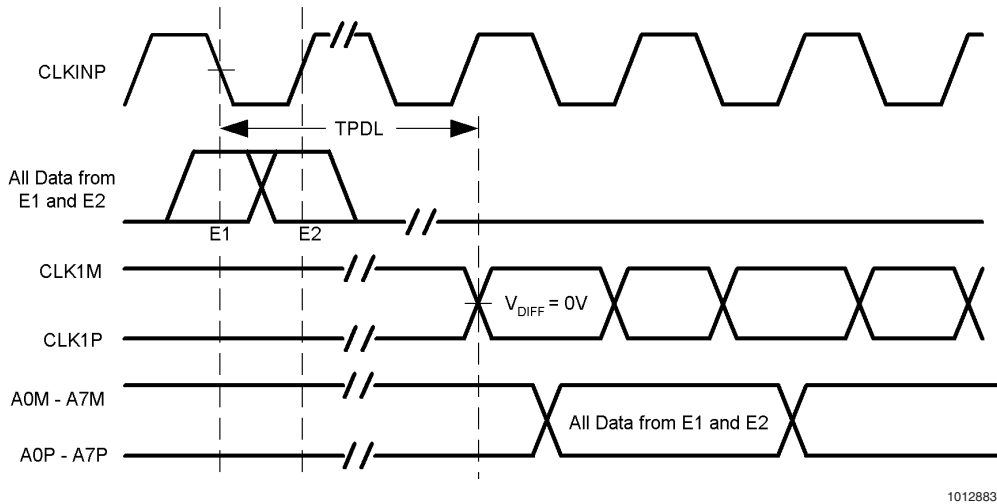 CLKINP
TPDL
All Data from
E1 and E2
E1
E2
CLK1M
V_DIFF = 0V
CLK1P
A0M - A7M
All Data from E1 and E2
A0P - A7P
1012883